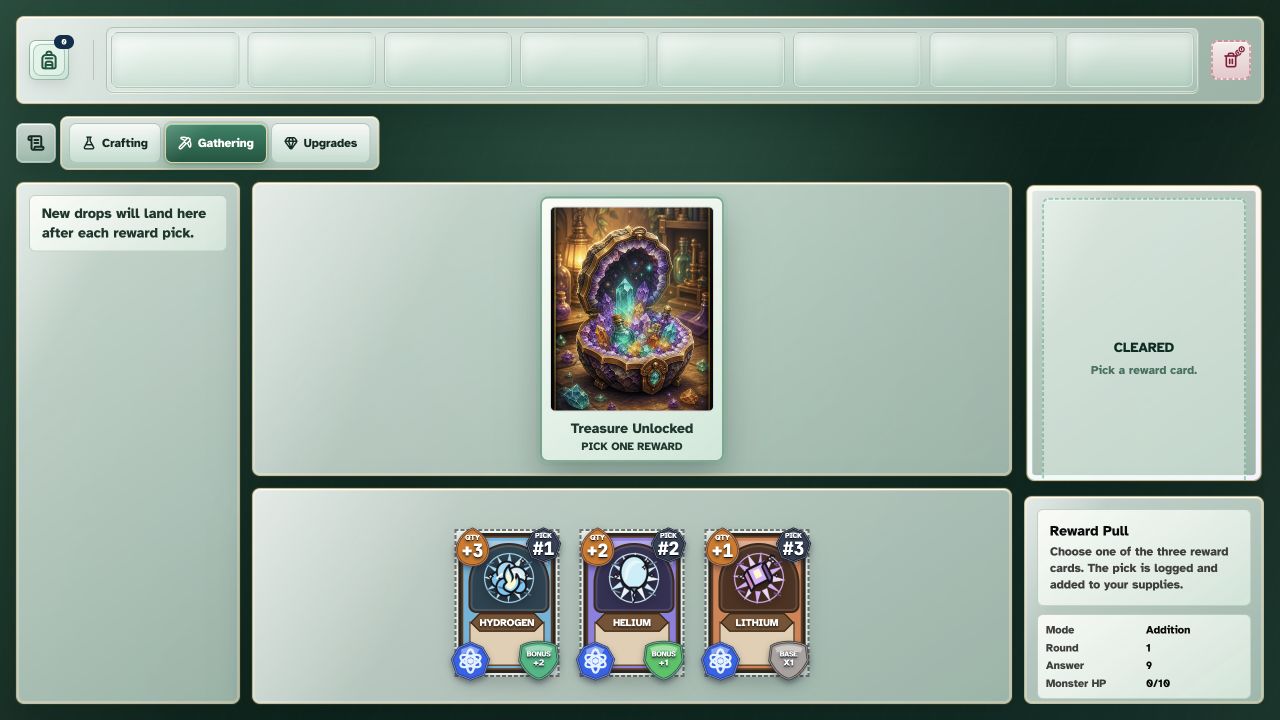 0
Crafting
Gathering
Upgrades
New drops will land here
after each reward pick.
Treasure Unlocked
PICK ONE REWARD
CLEARED
Pick a reward card.
QTY
+3
PICK
#1
HYDROGEN
BONUS
+2
QTY
+2
PICK
#2
HELIUM
BONUS
+1
QTY
+1
PICK
#3
LITHIUM
BASE
X1
Reward Pull
Choose one of the three reward
cards. The pick is logged and
added to your supplies.
Mode Addition
Round 1
Answer 9
Monster HP 0/10